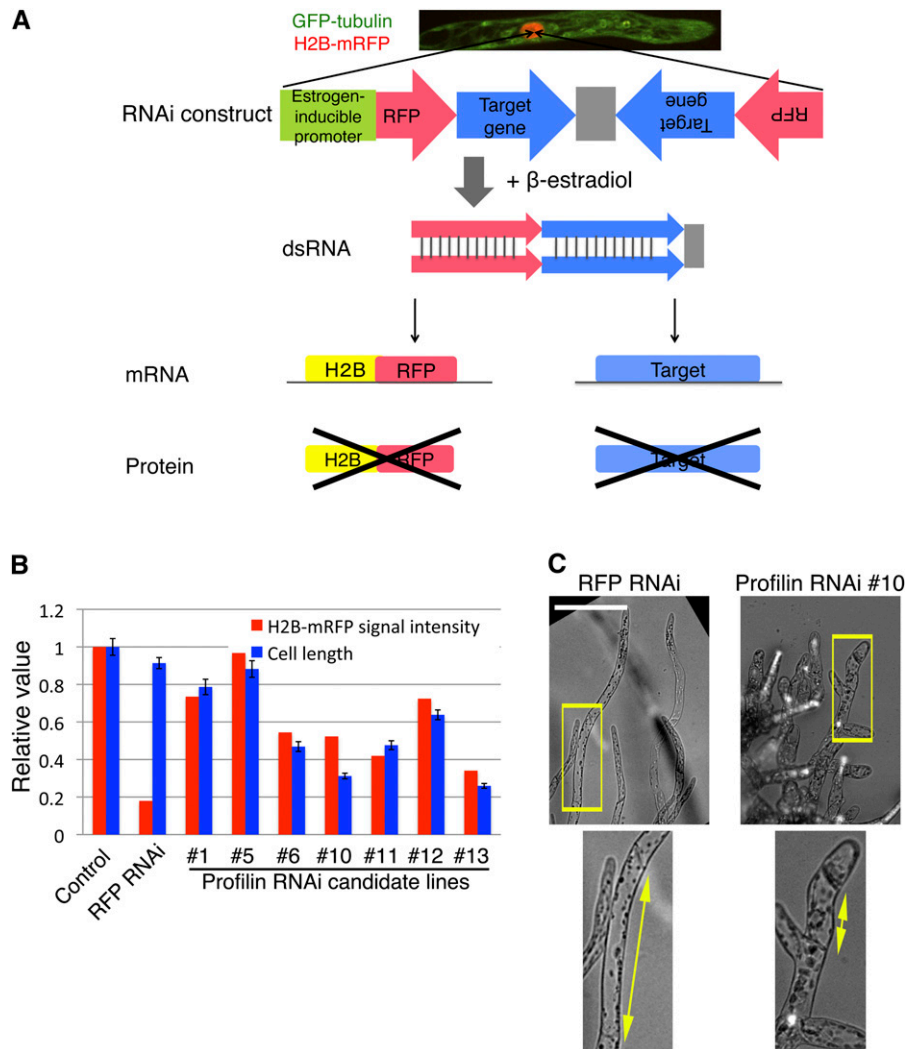 A
GFP-tubulin
H2B-mRFP
RNAi construct
Estrogen-
inducible
promoter
RFP
Target
gene
Target
gene
RFP
+ β-estradiol
dsRNA
mRNA
H2B
RFP
Target
Protein
H2B
RFP
Target
B
Relative value
1.2
1
0.8
0.6
0.4
0.2
0
H2B-mRFP signal intensity
Cell length
Control
RFP RNAi
#1
#5
#6
#10
#11
#12
#13
Profilin RNAi candidate lines
C
RFP RNAi
Profilin RNAi #10